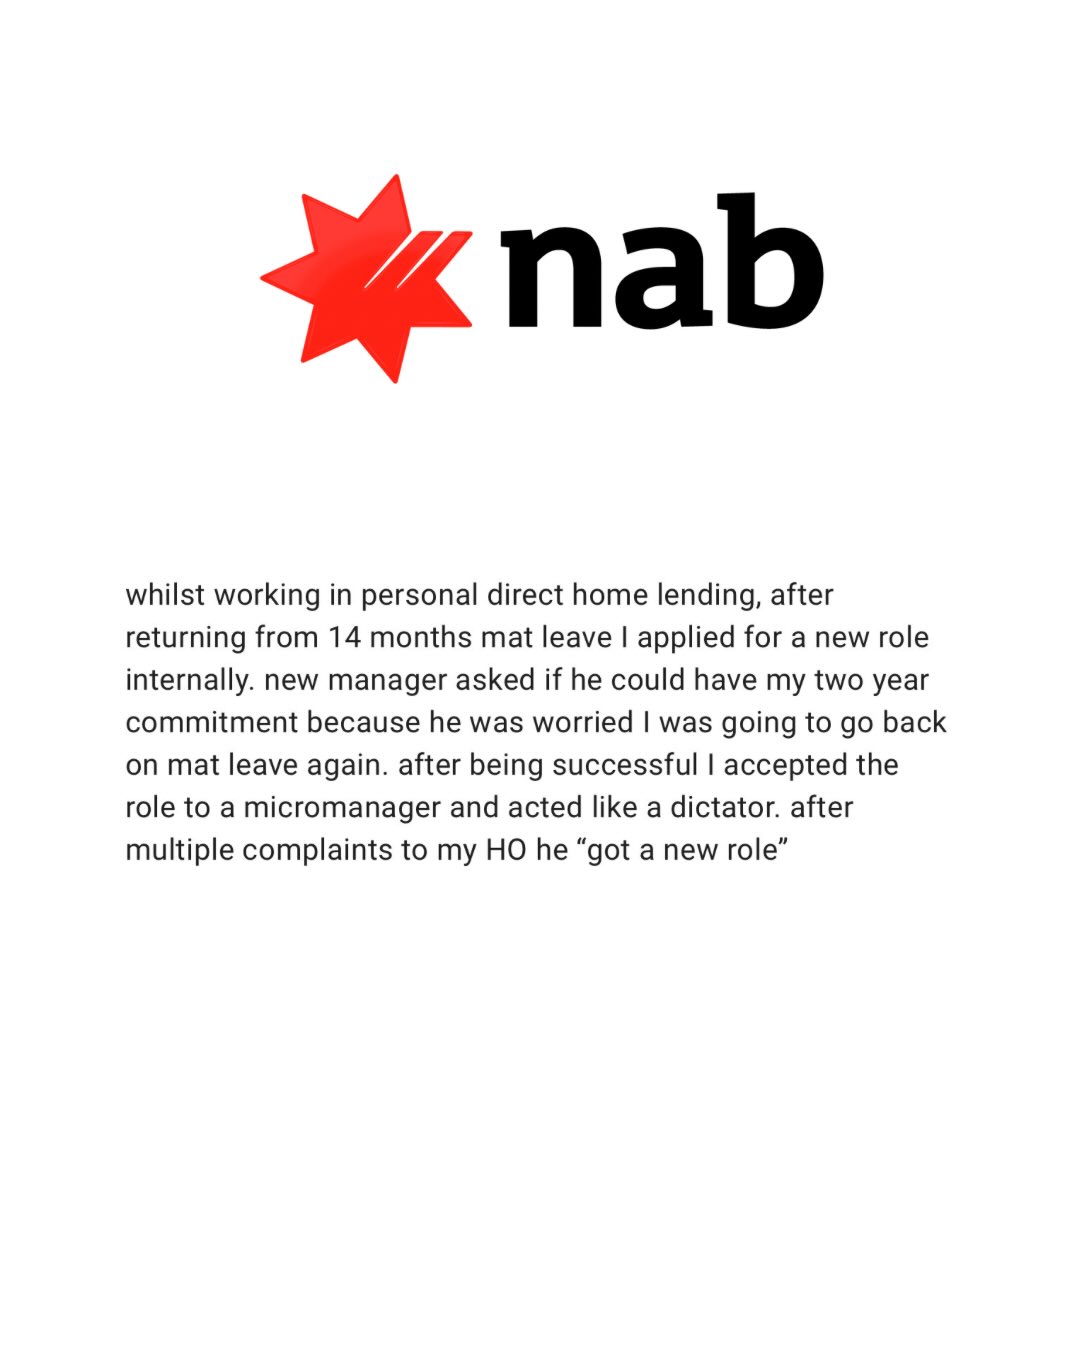 nab
whilst working in personal direct home lending, after
returning from 14 months mat leave I applied for a new role
internally. new manager asked if he could have my two year
commitment because he was worried I was going to go back
on mat leave again. after being successful I accepted the
role to a micromanager and acted like a dictator. after
multiple complaints to my HO he “got a new role”